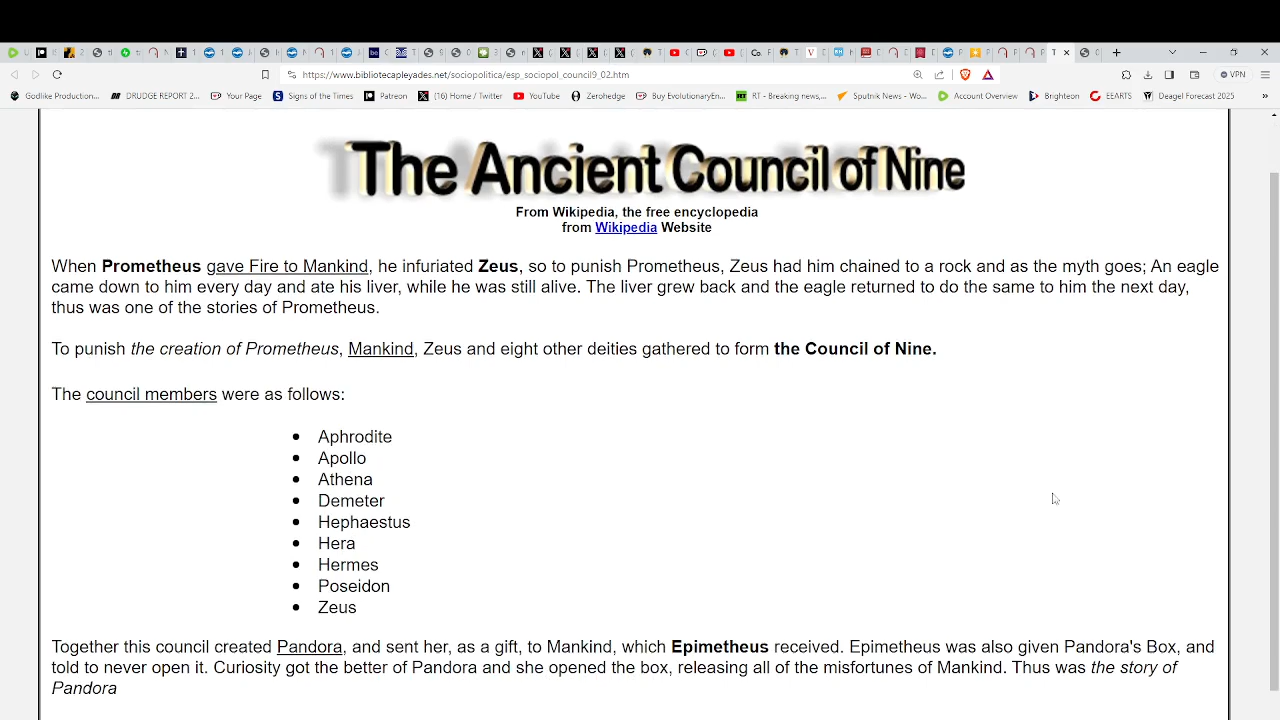 https://www.bibliotecapleyades.net/sociopolitica/esp_sociopol_council9_02.htm
VPN
Godlike Production... DRUDGE REPORT 2... Your Page Signs of the Times Patreon (16) Home / Twitter YouTube Zerohedge Buy EvolutionaryEn... RT - Breaking news,... Sputnik News - Wo... Account Overview Brighteon EEARTS Deagel Forecast 2025
The Ancient Council of Nine
From Wikipedia, the free encyclopedia
from Wikipedia Website
When Prometheus gave Fire to Mankind, he infuriated Zeus, so to punish Prometheus, Zeus had him chained to a rock and as the myth goes; An eagle
came down to him every day and ate his liver, while he was still alive. The liver grew back and the eagle returned to do the same to him the next day,
thus was one of the stories of Prometheus.
To punish the creation of Prometheus, Mankind, Zeus and eight other deities gathered to form the Council of Nine.
The council members were as follows:
Aphrodite
Apollo
Athena
Demeter
Hephaestus
Hera
Hermes
Poseidon
Zeus
Together this council created Pandora, and sent her, as a gift, to Mankind, which Epimetheus received. Epimetheus was also given Pandora's Box, and
told to never open it. Curiosity got the better of Pandora and she opened the box, releasing all of the misfortunes of Mankind. Thus was the story of
Pandora